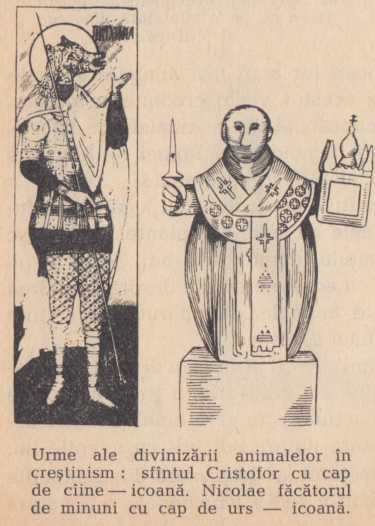 Urme ale divinizării animalelor în
creştinism : sfîntul Cristofor cu cap
de cîine — icoană. Nicolae făcătorul
de minuni cu cap de urs — icoană.